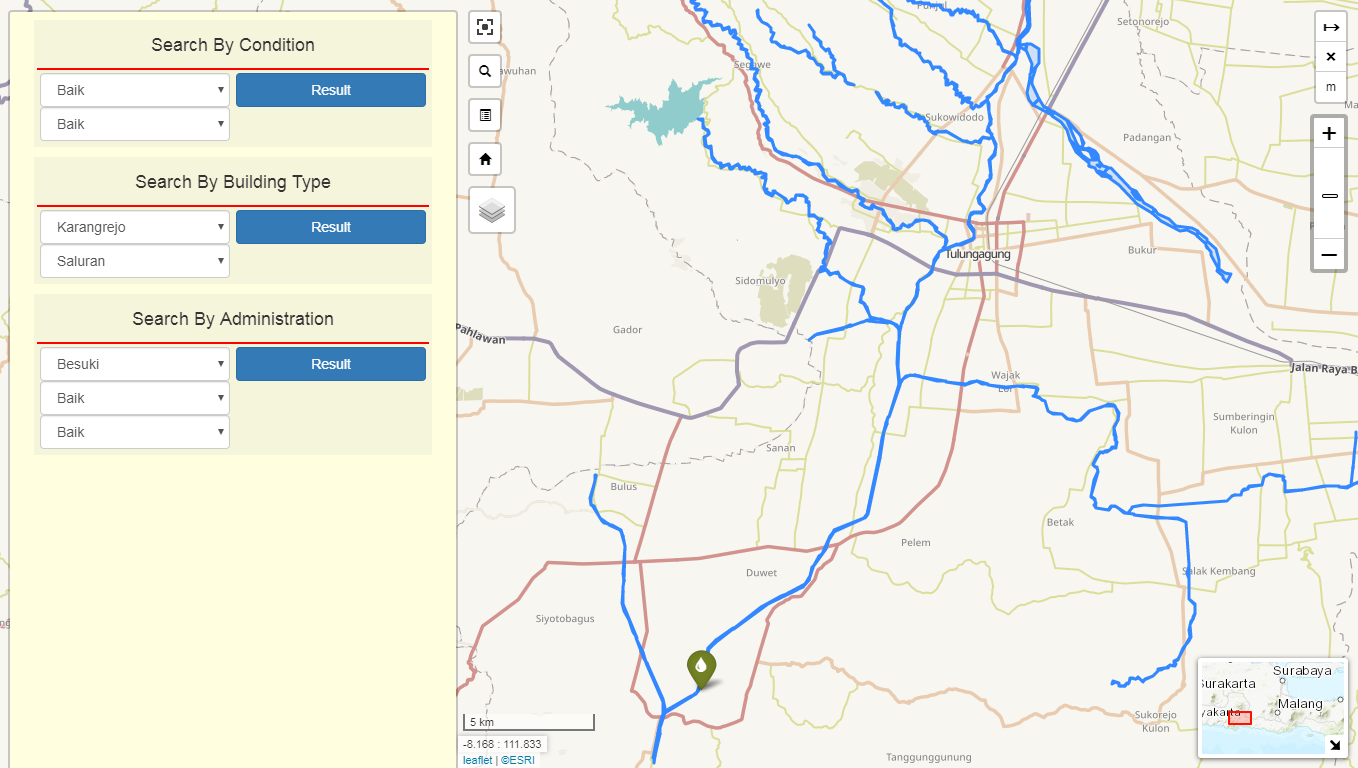 Search By Condition
Baik
Result
Baik
Search By Building Type
Karangrejo
Result
Saluran
Search By Administration
Besuki
Result
Baik
Baik
Setonorejo
Segawe
Sukowidodo
Padangan
Tulungagung
Bukur
Sidomulyo
Gador
Pahlawan
Jalan Raya B
Wajak
Lor
Sumberingin
Kulon
Sanan
Bulus
Betak
Pelem
Duwet
Salak Kembang
Siyotobagus
Sukorejo
Kulon
Tanggunggunung
m
+
−
5 km
-8.168 : 111.833
leaflet | ©ESRI
Surabaya
urakarta
yakarta
Malang